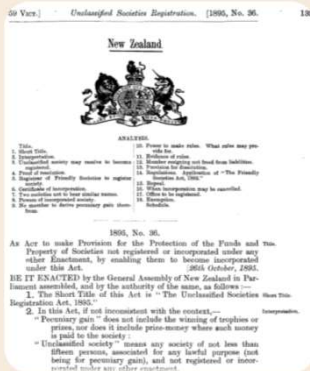 59 VICT.] Unclassified Societies Registration. [1895, No. 36.
New Zealand.
ANALYSIS.
Title.
1. Short Title.
2. Interpretation.
3. Unclassified society may resolve to become incorporated.
4. Proof of resolution.
5. Registrar of Friendly Societies to register society.
6. Certificate of incorporation.
7. Two societies not to bear similar names.
8. Powers of incorporated society.
9. No member to derive pecuniary gain therefrom.
10. Power to make rules. What rules may provide for.
11. Evidence of rules.
12. Member resigning not freed from liabilities.
13. Provision for dissolution.
14. Regulations. Application of "The Friendly Societies Act, 1882."
15. Repeal.
16. When incorporation may be cancelled.
17. Office to be registered.
18. Exemption.
Schedule.
1895, No. 36.
AN ACT to make Provision for the Protection of the Funds and Title.
Property of Societies not registered or incorporated under any
other Enactment, by enabling them to become incorporated
under this Act. [26th October, 1895.
BE IT ENACTED by the General Assembly of New Zealand in Par-
liament assembled, and by the authority of the same, as follows:—
1. The Short Title of this Act is "The Unclassified Societies Short Title.
Registration Act, 1895."
2. In this Act, if not inconsistent with the context,— Interpretation.
"Pecuniary gain" does not include the winning of trophies or
prizes, nor does it include prize-money where such money
is paid to the society:
"Unclassified society" means any society of not less than
fifteen persons, associated for any lawful purpose (not
being for pecuniary gain), and not registered or incor-
porated under any other enactment.